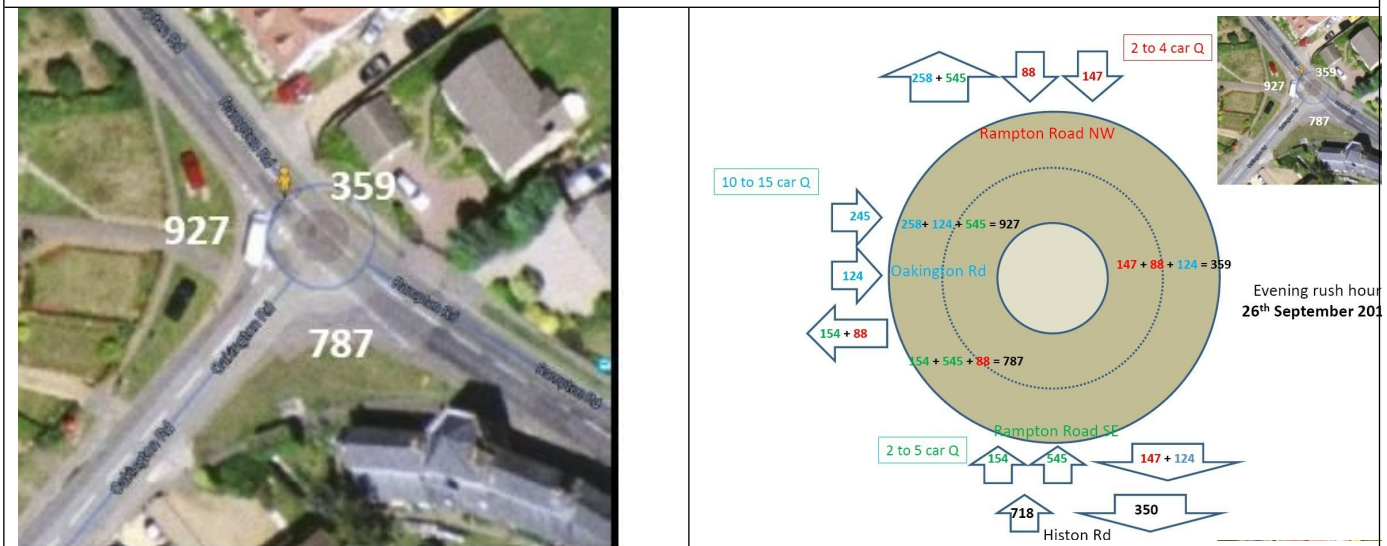 Rampton Rd
359
927
Rampton Rd
787
Oakington Rd
Rampton Rd
Oakington Rd
258 + 545
88
147
2 to 4 car Q
359
927
787
Rampton Road NW
10 to 15 car Q
245
258+ 124 + 545 = 927
147 + 88 + 124 = 359
Oakington Rd
124
Evening rush hour
26th September 201
154 + 88
154 + 545 + 88 = 787
Rampton Road SE
2 to 5 car Q
154
545
147 + 124
718
350
Histon Rd